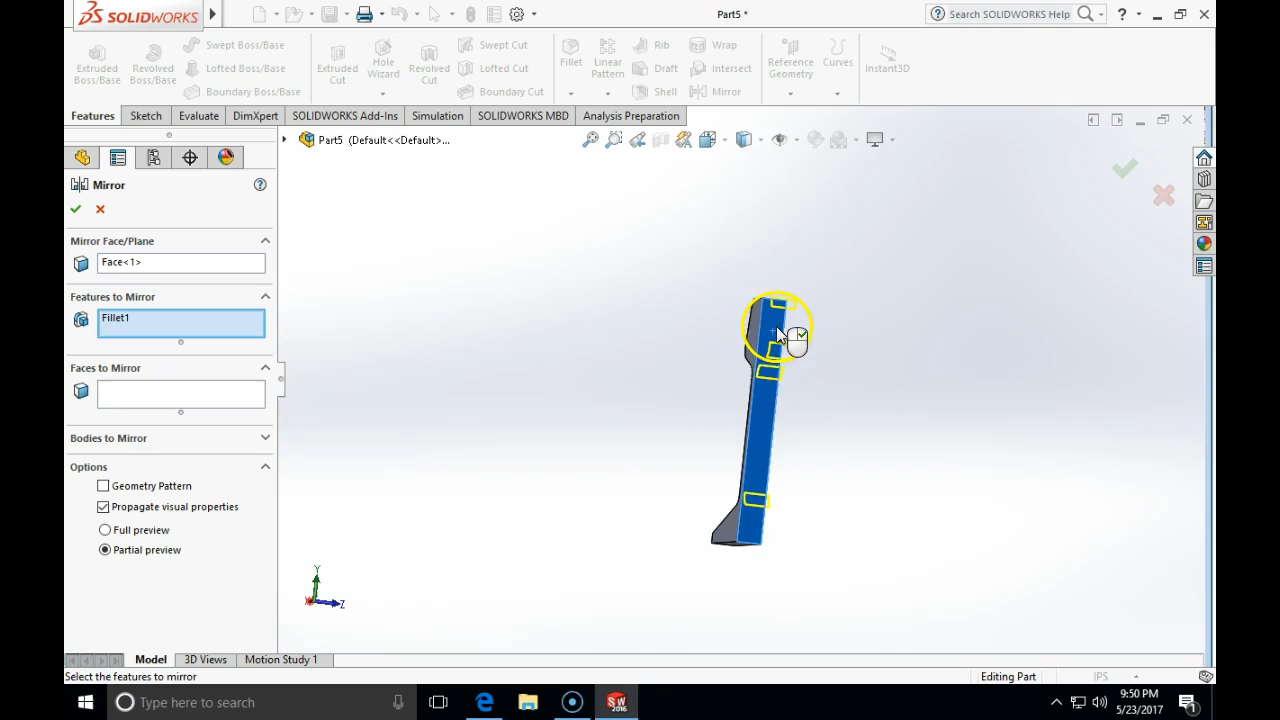 SOLIDWORKS
Part5 *
Search SOLIDWORKS Help
?
Extruded Boss/Base
Revolved Boss/Base
Swept Boss/Base
Lofted Boss/Base
Boundary Boss/Base
Extruded Cut
Hole Wizard
Revolved Cut
Swept Cut
Lofted Cut
Boundary Cut
Fillet
Linear Pattern
Rib
Draft
Shell
Wrap
Intersect
Mirror
Reference Geometry
Curves
Instant3D
Features
Sketch
Evaluate
DimXpert
SOLIDWORKS Add-Ins
Simulation
SOLIDWORKS MBD
Analysis Preparation
Part5 (Default<<Default>...
Mirror
?
Mirror Face/Plane
Face<1>
Features to Mirror
Fillet1
Faces to Mirror
Bodies to Mirror
Options
Geometry Pattern
Propagate visual properties
Full preview
Partial preview
Y
X
Z
Model
3D Views
Motion Study 1
Select the features to mirror
Editing Part
IPS
Type here to search
SW
2016
9:50 PM
5/23/2017
1